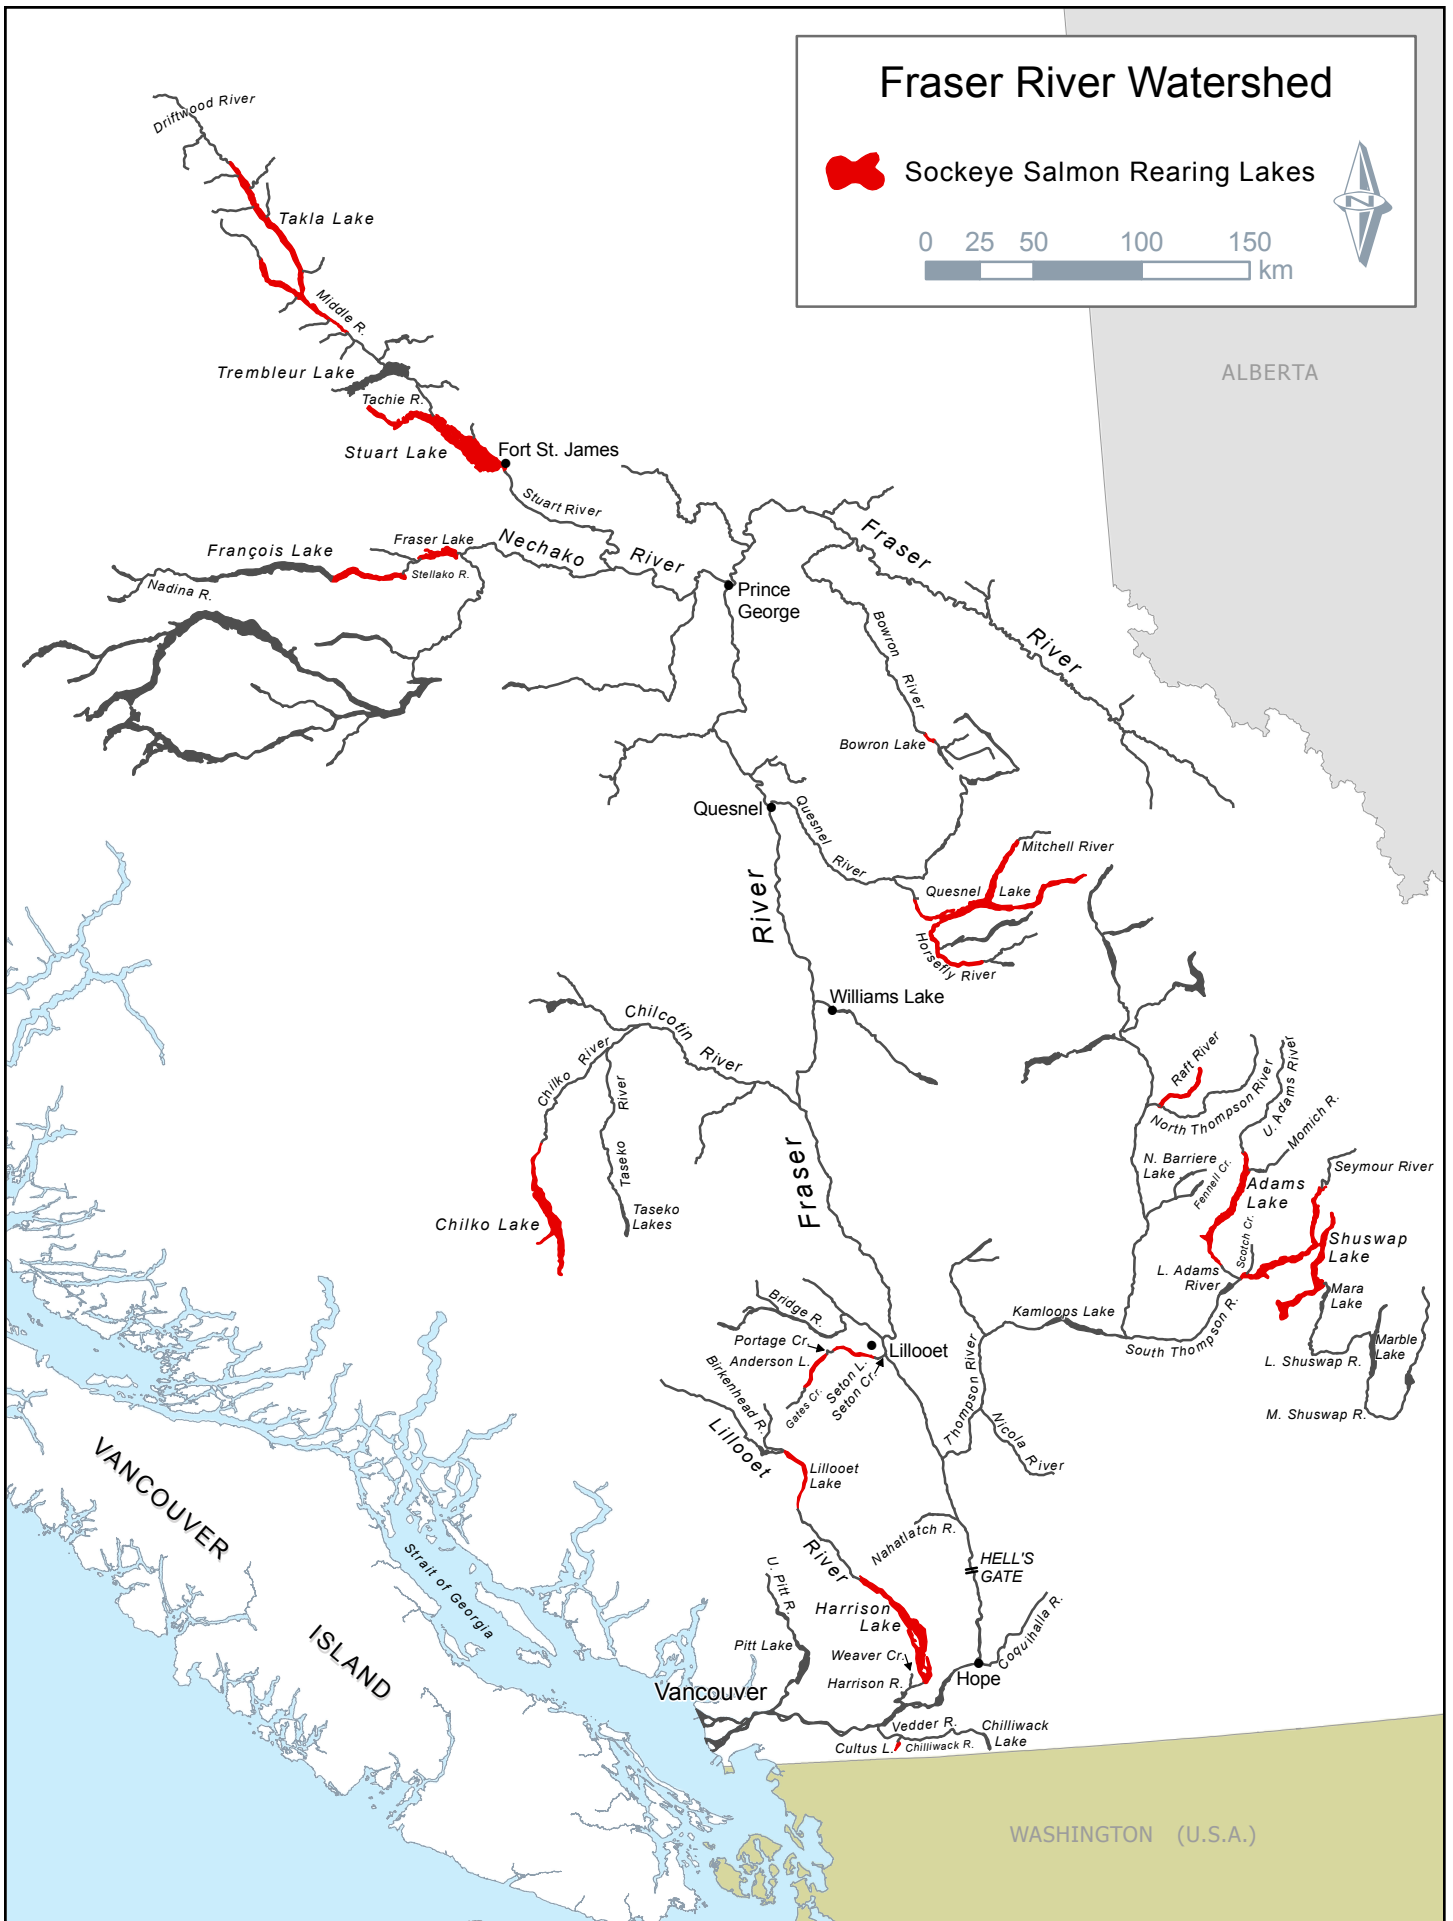 Fraser River Watershed
Sockeye Salmon Rearing Lakes
N
0 25 50 100 150
km
ALBERTA
Driftwood River
Takla Lake
Middle R.
Trembleur Lake
Tachie R.
Stuart Lake
Fort St. James
Stuart River
Fraser Lake
François Lake
Stellako R.
Nadina R.
Nechako
River
Fraser
River
Prince
George
Bowron
River
Bowron Lake
Quesnel
Quesnel
River
Mitchell River
Quesnel Lake
Horsefly River
River
Williams Lake
Chilcotin
River
Chilko River
Taseko River
Taseko
Lakes
Chilko Lake
Fraser
Raft River
North Thompson River
U. Adams River
Momich R.
N. Barriere
Lake
Fennell Cr.
Adams
Lake
Seymour River
Scotch Cr.
Shuswap
Lake
L. Adams
River
Mara
Lake
Kamloops Lake
South Thompson R.
Marble
Lake
L. Shuswap R.
M. Shuswap R.
Bridge R.
Portage Cr.
Anderson L.
Lillooet
Seton L.
Seton Cr.
Gates Cr.
Birkenhead R.
Thompson River
Nicola River
Lillooet
Lillooet
Lake
River
Nahatlatch R.
HELL'S
GATE
U. Pitt R.
Harrison
Lake
Coquihalla R.
Pitt Lake
Weaver Cr.
Harrison R.
Hope
Vancouver
Vedder R.
Chilliwack
Lake
Cultus L.
Chilliwack R.
VANCOUVER
ISLAND
Strait of Georgia
WASHINGTON (U.S.A.)